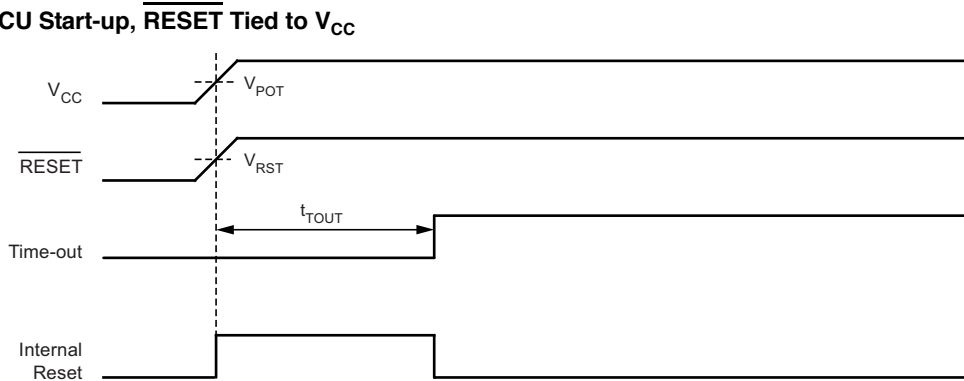 CU Start-up, RESET Tied to VCC
VCC
VPOT
RESET
VRST
tTOUT
Time-out
Internal
Reset